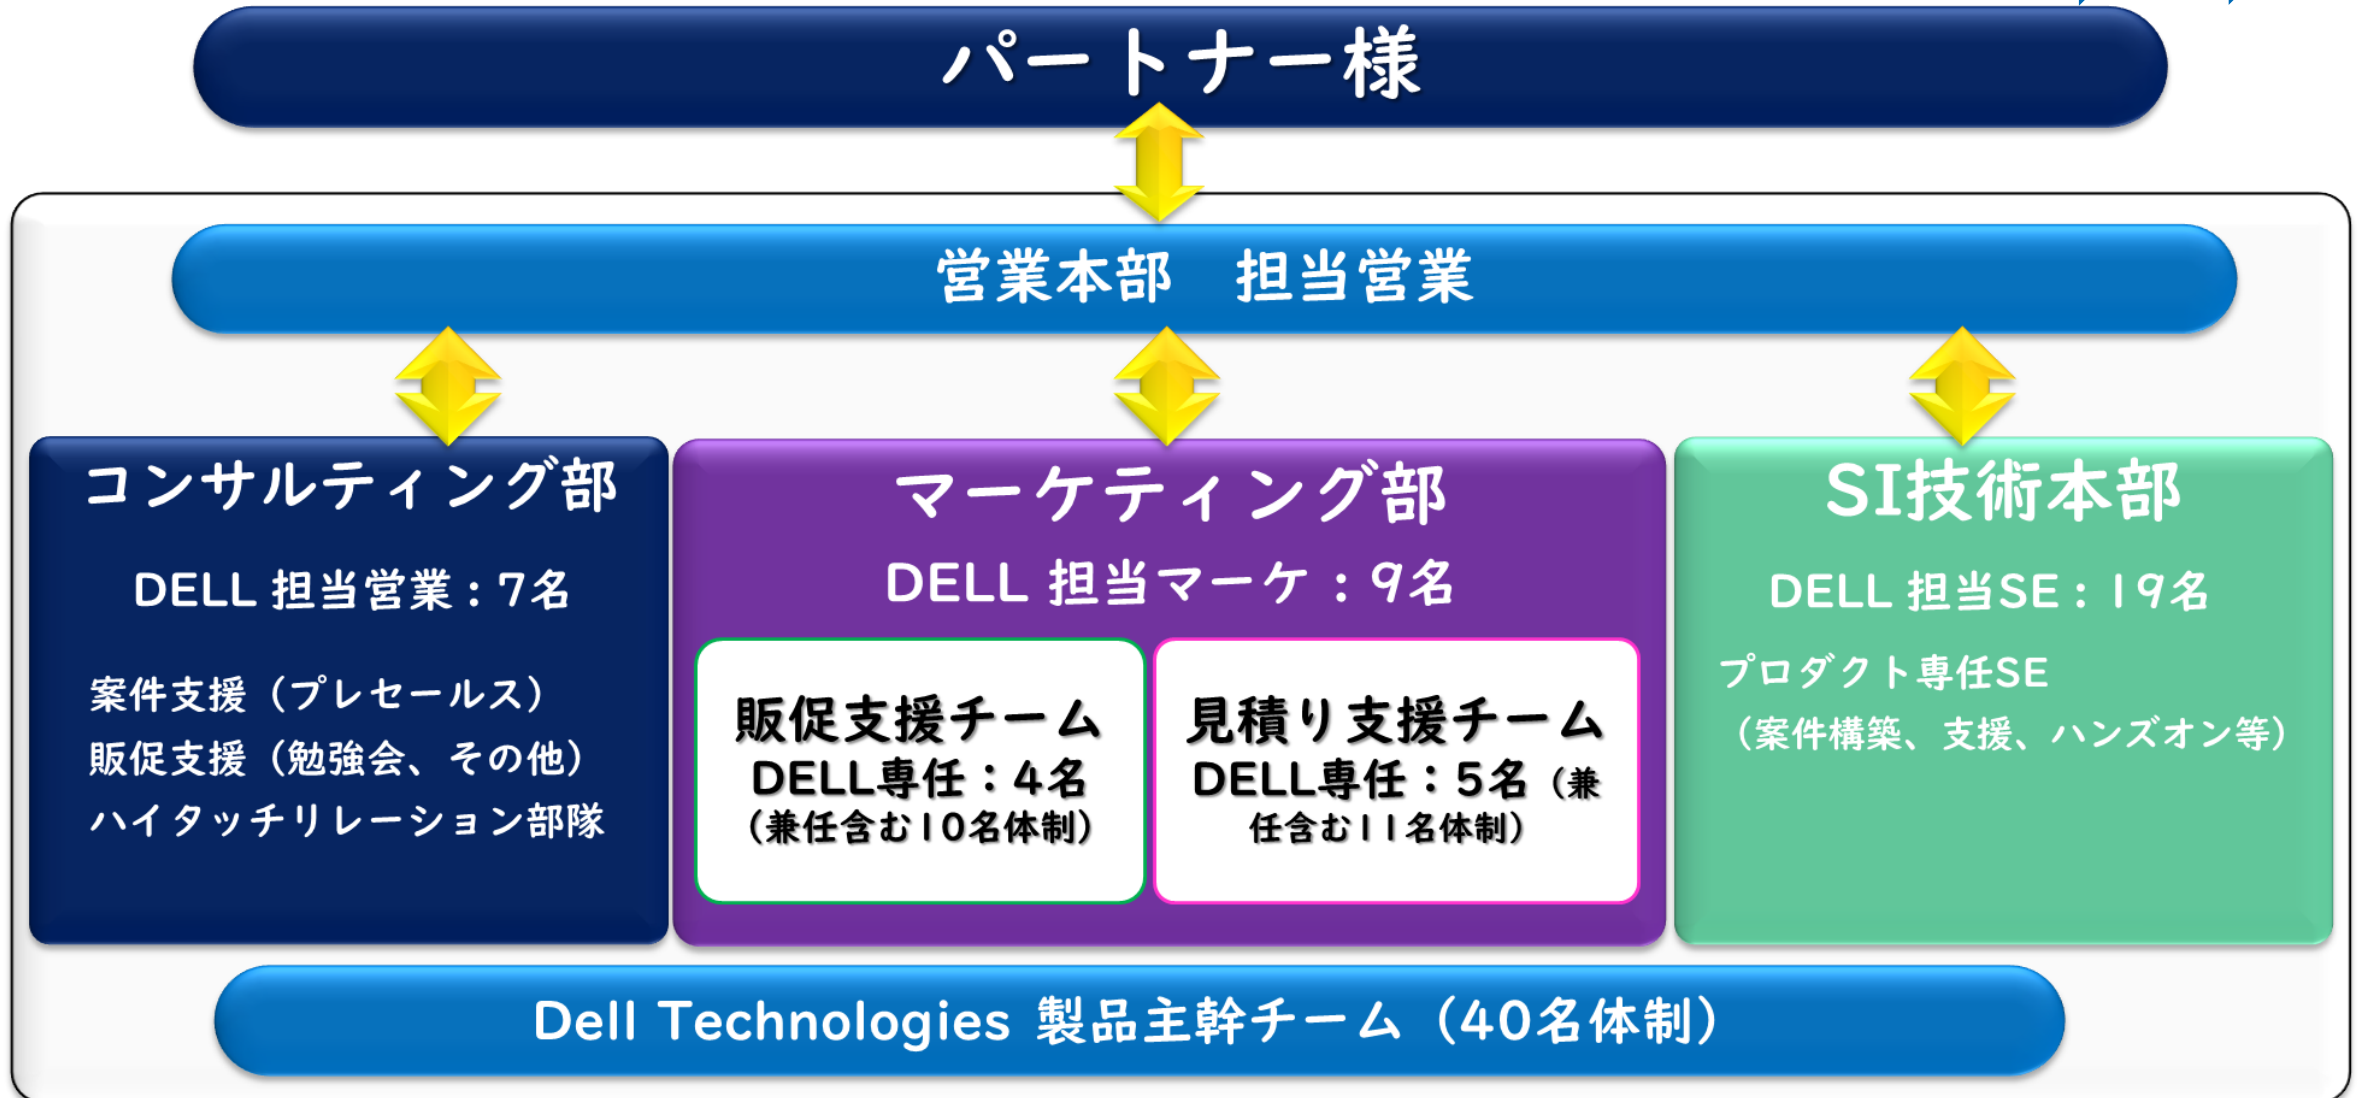 パートナー様
営業本部　担当営業
コンサルティング部
DELL 担当営業：7名
案件支援（プレセールス）
販促支援（勉強会、その他）
ハイタッチリレーション部隊
マーケティング部
DELL 担当マーケ：9名
販促支援チーム
DELL専任：4名
（兼任含む10名体制）
見積り支援チーム
DELL専任：5名（兼
任含む11名体制）
SI技術本部
DELL 担当SE：19名
プロダクト専任SE
（案件構築、支援、ハンズオン等）
Dell Technologies 製品主幹チーム（40名体制）